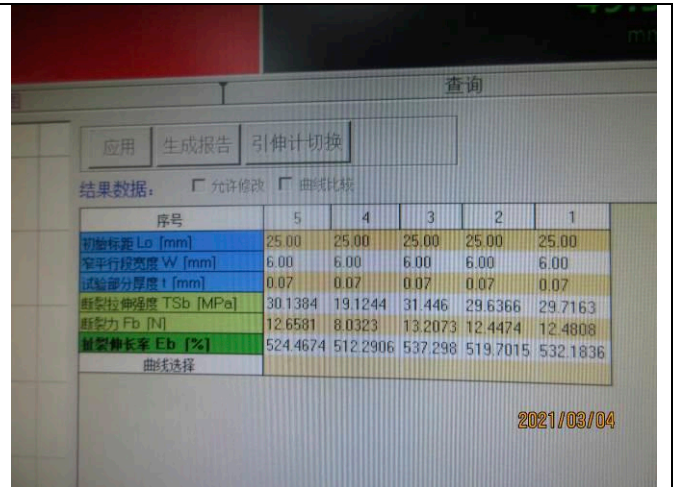 mm
查询
应用 生成报告 引伸计切换
结果数据： 允许修改 曲线比较
序号 5 4 3 2 1
初始标距 Lo [mm] 25.00 25.00 25.00 25.00 25.00
窄平行段宽度 W [mm] 6.00 6.00 6.00 6.00 6.00
试验部分厚度 t [mm] 0.07 0.07 0.07 0.07 0.07
断裂拉伸强度 TSb [MPa] 30.1384 19.1244 31.446 29.6366 29.7163
断裂力 Fb [N] 12.6581 8.0323 13.2073 12.4474 12.4808
扯裂伸长率 Eb [%] 524.4674 512.2906 537.298 519.7015 532.1836
曲线选择
2021/03/04